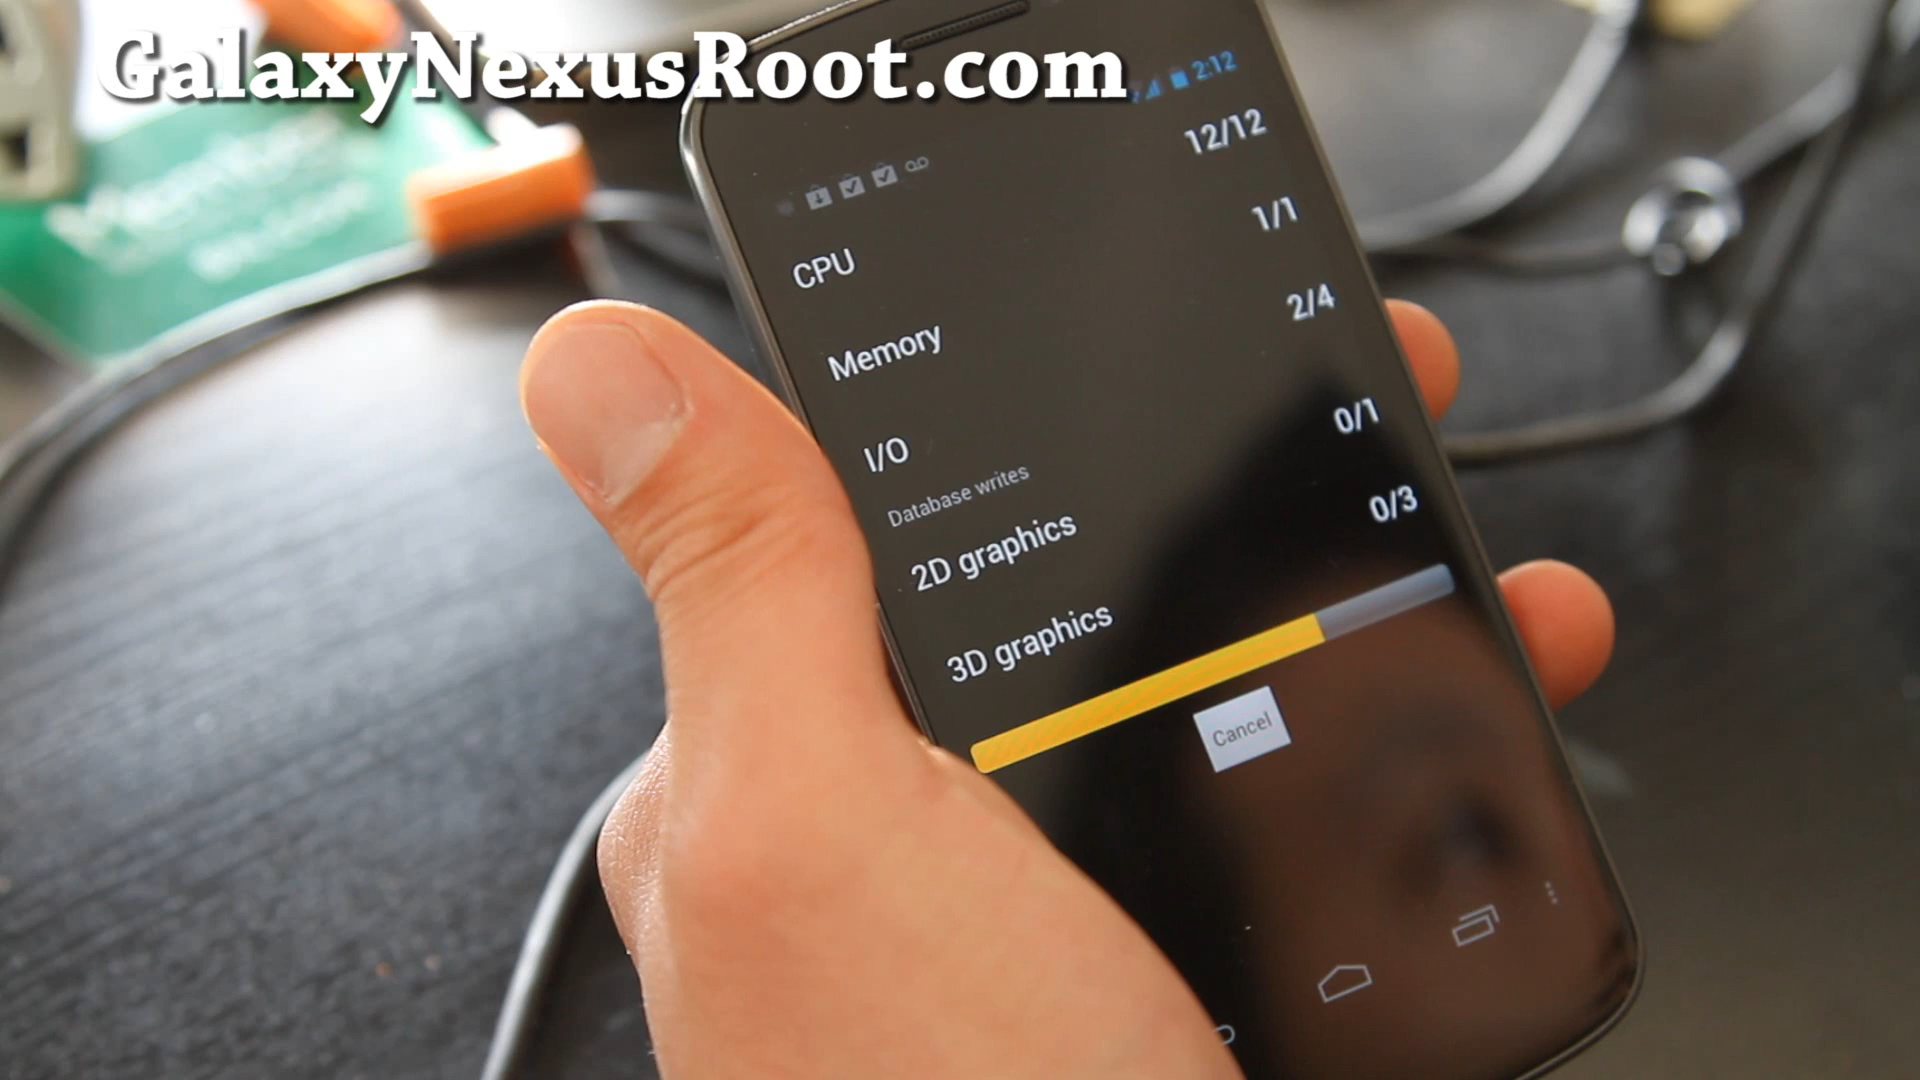 GalaxyNexusRoot.com
2:12
CPU 12/12
Memory 1/1
I/O 2/4
Database writes
2D graphics 0/1
3D graphics 0/3
Cancel